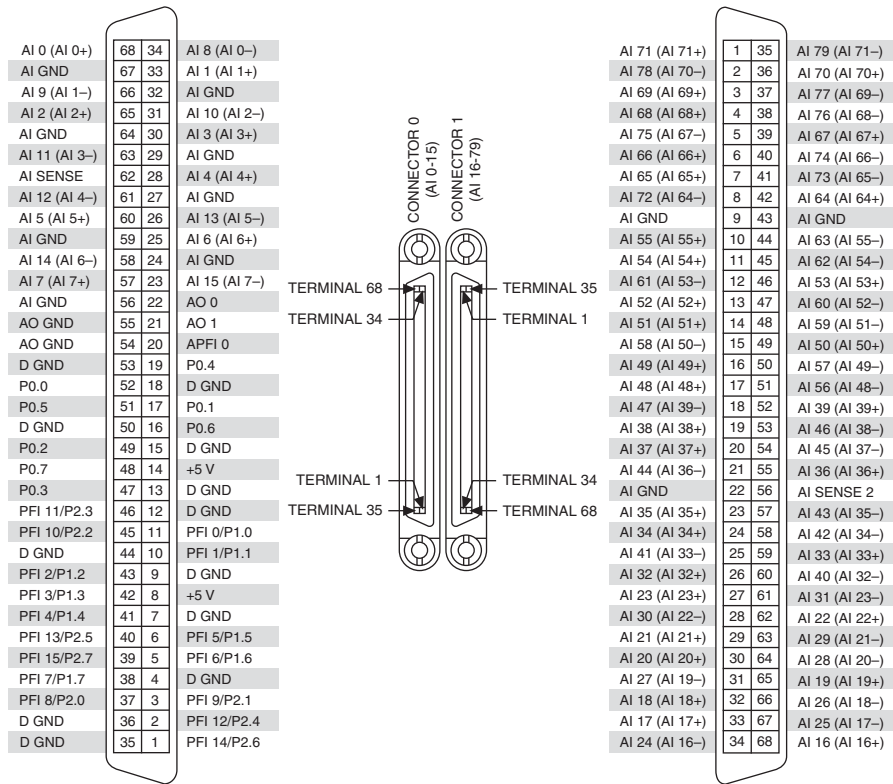 AI 0 (AI 0+) 68 34 AI 8 (AI 0–)
AI GND 67 33 AI 1 (AI 1+)
AI 9 (AI 1–) 66 32 AI GND
AI 2 (AI 2+) 65 31 AI 10 (AI 2–)
AI GND 64 30 AI 3 (AI 3+)
AI 11 (AI 3–) 63 29 AI GND
AI SENSE 62 28 AI 4 (AI 4+)
AI 12 (AI 4–) 61 27 AI GND
AI 5 (AI 5+) 60 26 AI 13 (AI 5–)
AI GND 59 25 AI 6 (AI 6+)
AI 14 (AI 6–) 58 24 AI GND
AI 7 (AI 7+) 57 23 AI 15 (AI 7–)
AI GND 56 22 AO 0
AO GND 55 21 AO 1
AO GND 54 20 APFI 0
D GND 53 19 P0.4
P0.0 52 18 D GND
P0.5 51 17 P0.1
D GND 50 16 P0.6
P0.2 49 15 D GND
P0.7 48 14 +5 V
P0.3 47 13 D GND
PFI 11/P2.3 46 12 D GND
PFI 10/P2.2 45 11 PFI 0/P1.0
D GND 44 10 PFI 1/P1.1
PFI 2/P1.2 43 9 D GND
PFI 3/P1.3 42 8 +5 V
PFI 4/P1.4 41 7 D GND
PFI 13/P2.5 40 6 PFI 5/P1.5
PFI 15/P2.7 39 5 PFI 6/P1.6
PFI 7/P1.7 38 4 D GND
PFI 8/P2.0 37 3 PFI 9/P2.1
D GND 36 2 PFI 12/P2.4
D GND 35 1 PFI 14/P2.6
CONNECTOR 0
(AI 0-15)
CONNECTOR 1
(AI 16-79)
TERMINAL 68
TERMINAL 35
TERMINAL 34
TERMINAL 1
TERMINAL 1
TERMINAL 34
TERMINAL 35
TERMINAL 68
AI 71 (AI 71+) 1 35 AI 79 (AI 71–)
AI 78 (AI 70–) 2 36 AI 70 (AI 70+)
AI 69 (AI 69+) 3 37 AI 77 (AI 69–)
AI 68 (AI 68+) 4 38 AI 76 (AI 68–)
AI 75 (AI 67–) 5 39 AI 67 (AI 67+)
AI 66 (AI 66+) 6 40 AI 74 (AI 66–)
AI 65 (AI 65+) 7 41 AI 73 (AI 65–)
AI 72 (AI 64–) 8 42 AI 64 (AI 64+)
AI GND 9 43 AI GND
AI 55 (AI 55+) 10 44 AI 63 (AI 55–)
AI 54 (AI 54+) 11 45 AI 62 (AI 54–)
AI 61 (AI 53–) 12 46 AI 53 (AI 53+)
AI 52 (AI 52+) 13 47 AI 60 (AI 52–)
AI 51 (AI 51+) 14 48 AI 59 (AI 51–)
AI 58 (AI 50–) 15 49 AI 50 (AI 50+)
AI 49 (AI 49+) 16 50 AI 57 (AI 49–)
AI 48 (AI 48+) 17 51 AI 56 (AI 48–)
AI 47 (AI 39–) 18 52 AI 39 (AI 39+)
AI 38 (AI 38+) 19 53 AI 46 (AI 38–)
AI 37 (AI 37+) 20 54 AI 45 (AI 37–)
AI 44 (AI 36–) 21 55 AI 36 (AI 36+)
AI GND 22 56 AI SENSE 2
AI 35 (AI 35+) 23 57 AI 43 (AI 35–)
AI 34 (AI 34+) 24 58 AI 42 (AI 34–)
AI 41 (AI 33–) 25 59 AI 33 (AI 33+)
AI 32 (AI 32+) 26 60 AI 40 (AI 32–)
AI 23 (AI 23+) 27 61 AI 31 (AI 23–)
AI 30 (AI 22–) 28 62 AI 22 (AI 22+)
AI 21 (AI 21+) 29 63 AI 29 (AI 21–)
AI 20 (AI 20+) 30 64 AI 28 (AI 20–)
AI 27 (AI 19–) 31 65 AI 19 (AI 19+)
AI 18 (AI 18+) 32 66 AI 26 (AI 18–)
AI 17 (AI 17+) 33 67 AI 25 (AI 17–)
AI 24 (AI 16–) 34 68 AI 16 (AI 16+)